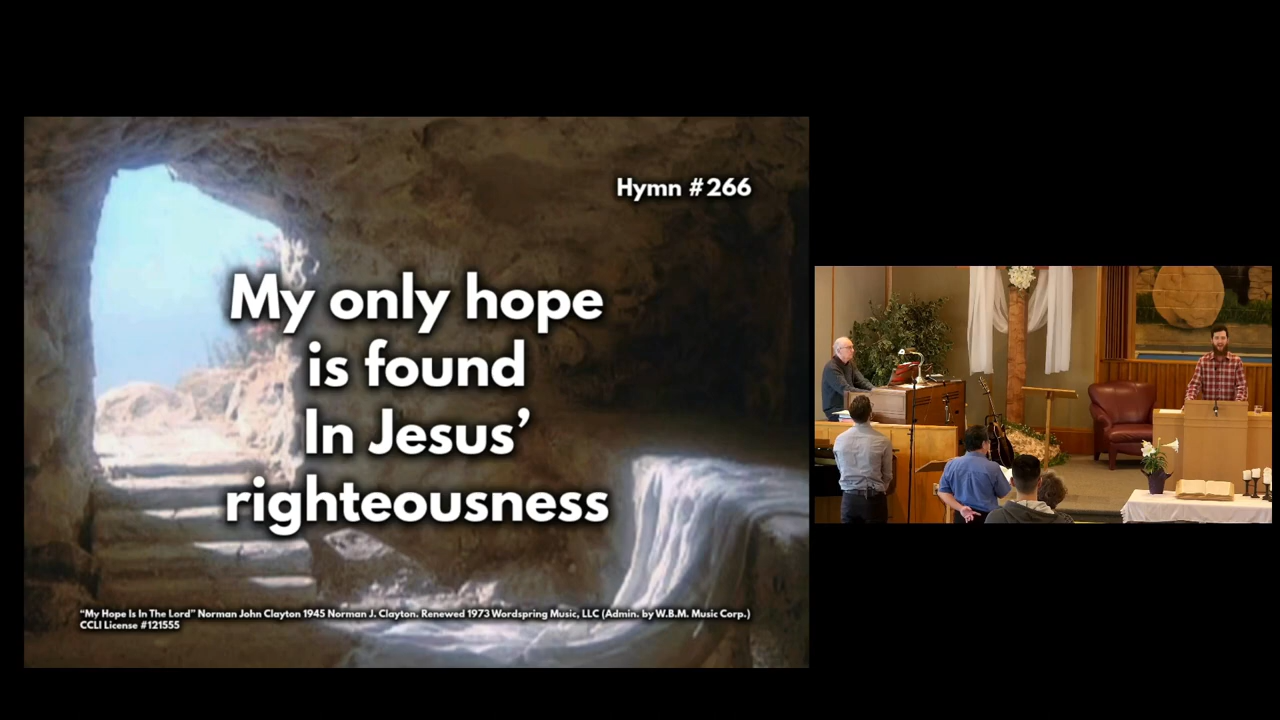 Hymn #266
My only hope
is found
In Jesus’
righteousness
“My Hope Is In The Lord” Norman John Clayton 1945 Norman J. Clayton. Renewed 1973 Wordspring Music, LLC (Admin. by W.B.M. Music Corp.)
CCLI License #121555